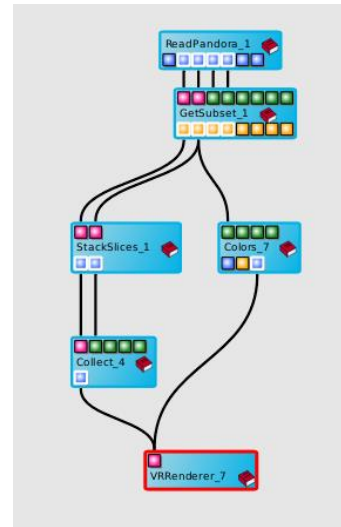 ReadPandora_1
GetSubset_1
StackSlices_1
Colors_7
Collect_4
VRRenderer_7